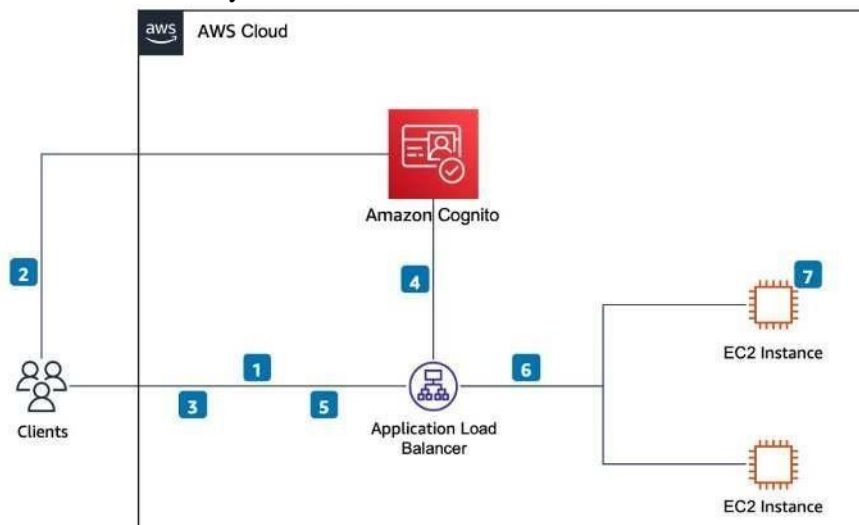 aws
AWS Cloud
Amazon Cognito
2
4
7
EC2 Instance
1
6
3
5
Clients
Application Load
Balancer
EC2 Instance